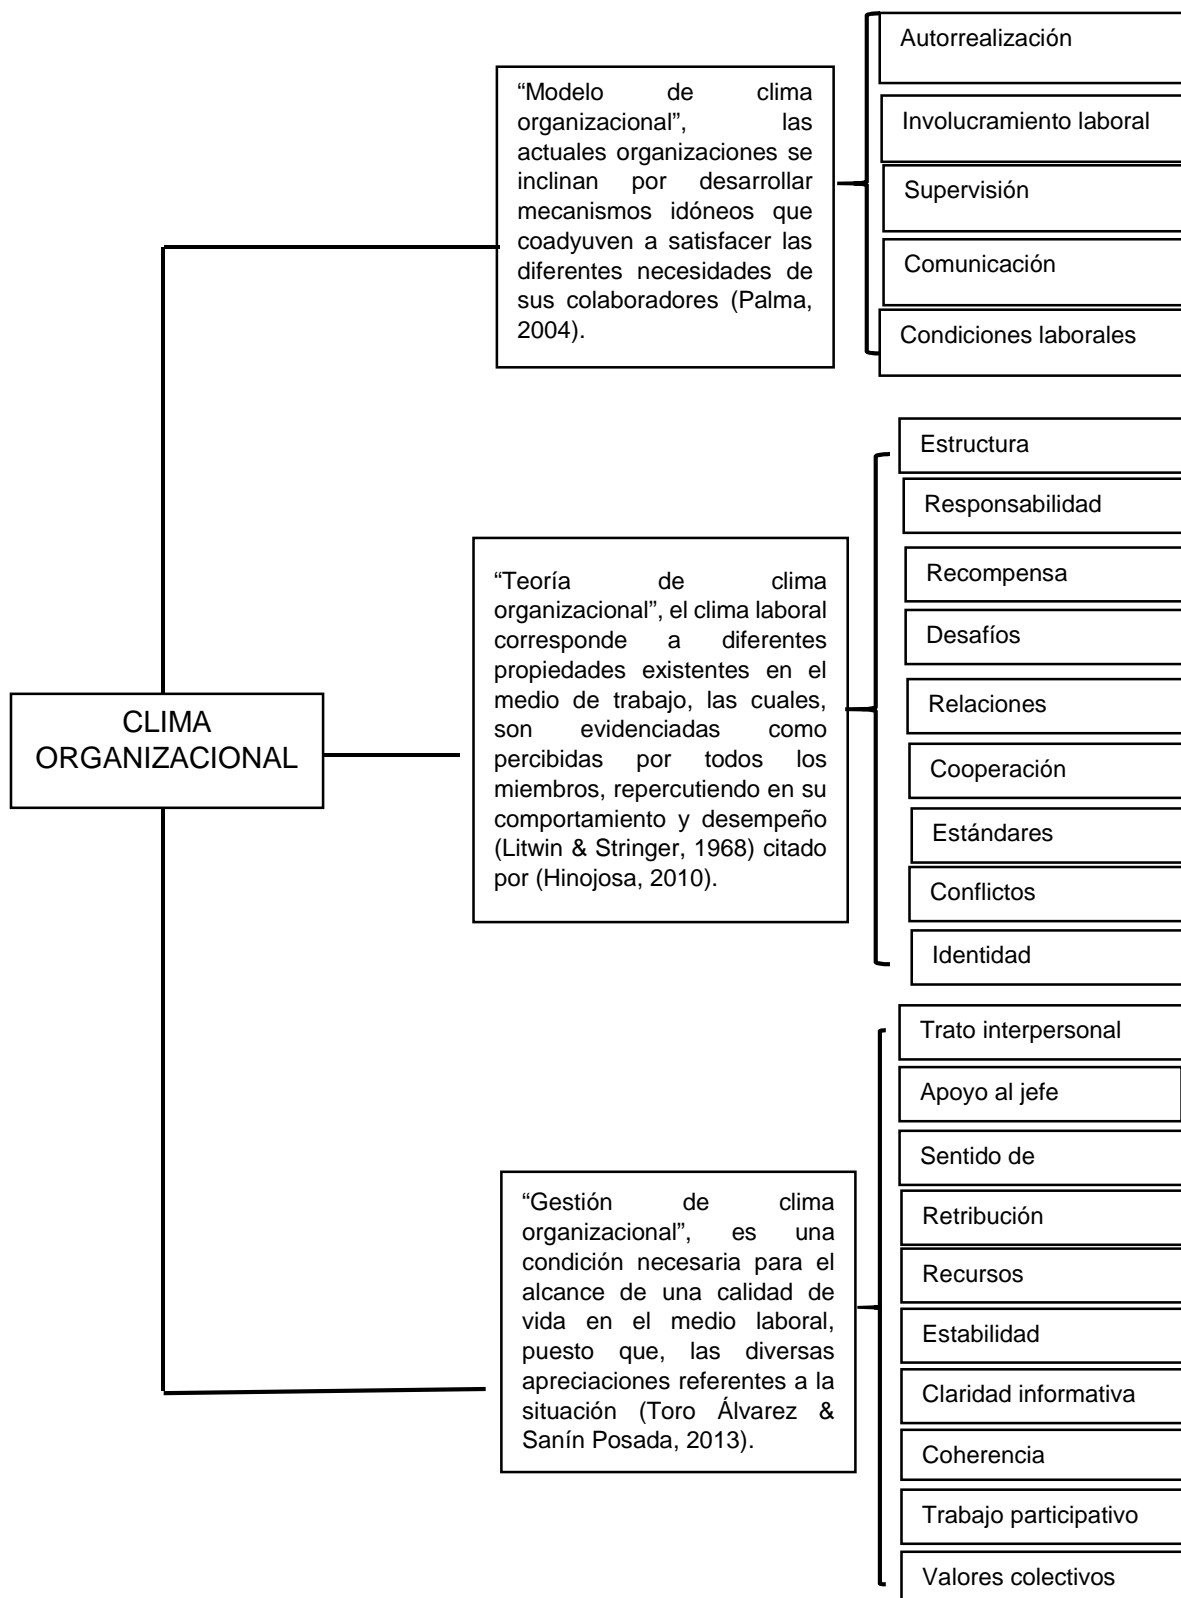 CLIMA
ORGANIZACIONAL
“Modelo de clima
organizacional”, las
actuales organizaciones se
inclinan por desarrollar
mecanismos idóneos que
coadyuven a satisfacer las
diferentes necesidades de
sus colaboradores (Palma,
2004).
Autorrealización
Involucramiento laboral
Supervisión
Comunicación
Condiciones laborales
“Teoría de clima
organizacional”, el clima laboral
corresponde a diferentes
propiedades existentes en el
medio de trabajo, las cuales,
son evidenciadas como
percibidas por todos los
miembros, repercutiendo en su
comportamiento y desempeño
(Litwin & Stringer, 1968) citado
por (Hinojosa, 2010).
Estructura
Responsabilidad
Recompensa
Desafíos
Relaciones
Cooperación
Estándares
Conflictos
Identidad
“Gestión de clima
organizacional”, es una
condición necesaria para el
alcance de una calidad de
vida en el medio laboral,
puesto que, las diversas
apreciaciones referentes a la
situación (Toro Álvarez &
Sanín Posada, 2013).
Trato interpersonal
Apoyo al jefe
Sentido de
Retribución
Recursos
Estabilidad
Claridad informativa
Coherencia
Trabajo participativo
Valores colectivos